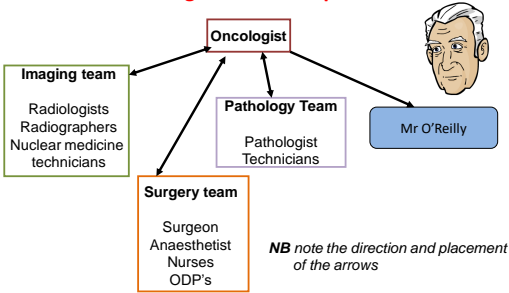 Oncologist
Imaging team
Radiologists
Radiographers
Nuclear medicine
technicians
Pathology Team
Pathologist
Technicians
Mr O'Reilly
Surgery team
Surgeon
Anaesthetist
Nurses
ODP's
NB note the direction and placement
of the arrows